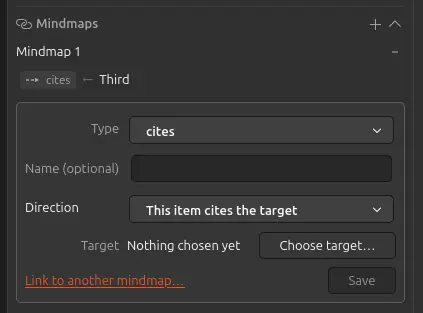 Mindmaps
Mindmap 1
cites ← Third
Type cites
Name (optional)
Direction This item cites the target
Target Nothing chosen yet Choose target...
Link to another mindmap... Save